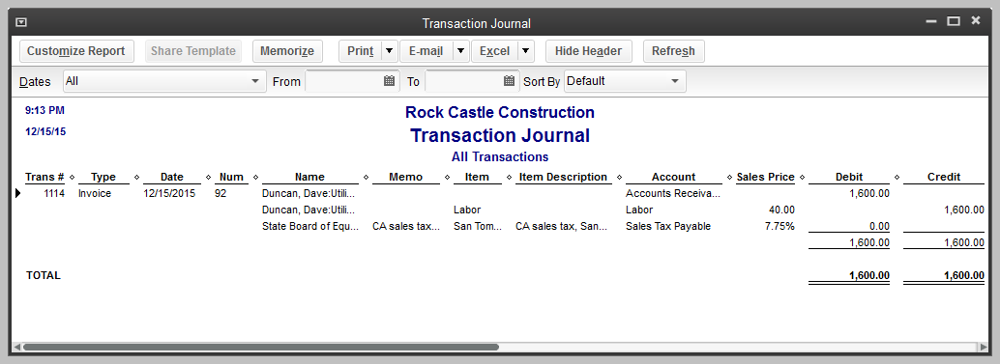 Transaction Journal
Customize Report Share Template Memorize Print E-mail Excel Hide Header Refresh
Dates All From To Sort By Default
9:13 PM Rock Castle Construction
12/15/15 Transaction Journal
All Transactions
Trans # Type Date Num Name Memo Item Item Description Account Sales Price Debit Credit
1114 Invoice 12/15/2015 92 Duncan, Dave:Utili... Accounts Receiva... 1,600.00
Duncan, Dave:Utili... Labor Labor 40.00 1,600.00
State Board of Equ... CA sales tax... San Tom... CA sales tax, San... Sales Tax Payable 7.75% 0.00
1,600.00 1,600.00
TOTAL 1,600.00 1,600.00